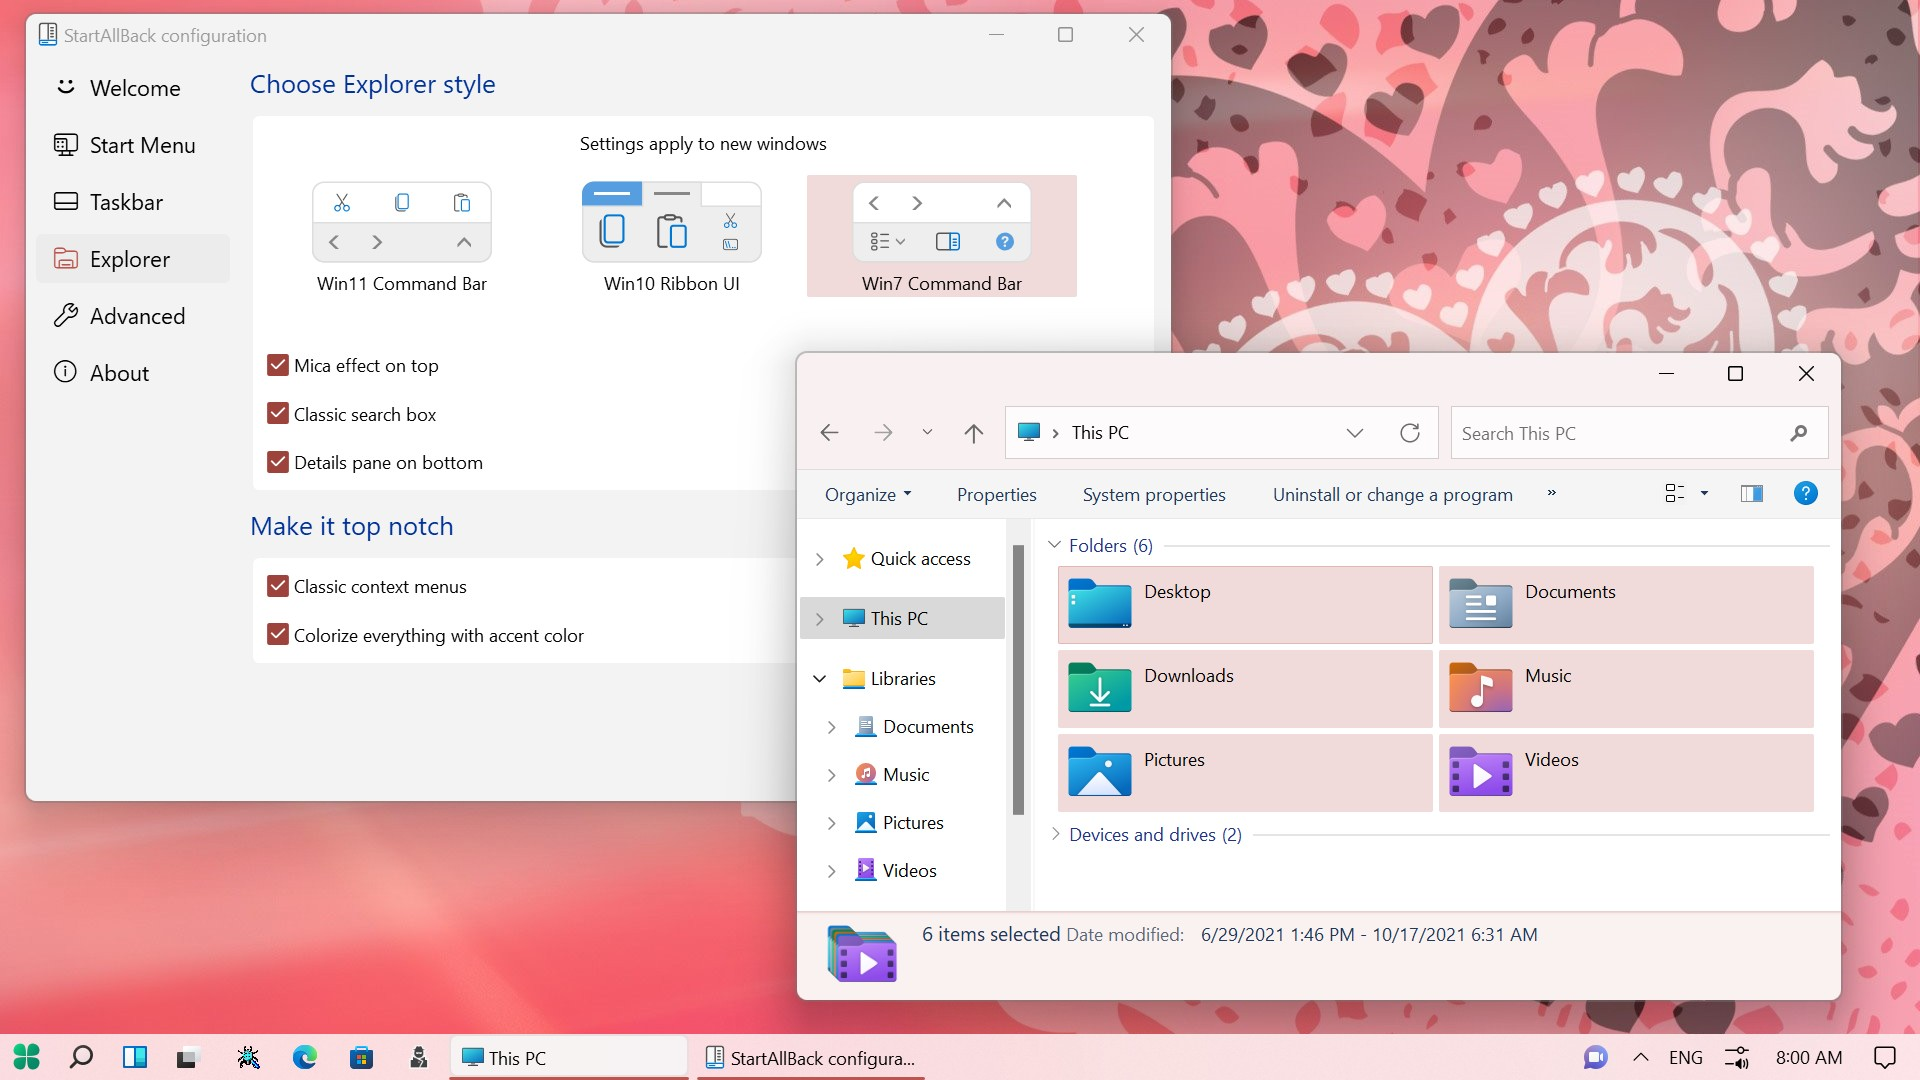 StartAllBack configuration
Welcome
Start Menu
Taskbar
Explorer
Advanced
About
Choose Explorer style
Settings apply to new windows
Win11 Command Bar
Win10 Ribbon UI
Win7 Command Bar
Mica effect on top
Classic search box
Details pane on bottom
Make it top notch
Classic context menus
Colorize everything with accent color
This PC
Search This PC
Organize Properties System properties Uninstall or change a program »
Quick access
This PC
Libraries
Documents
Music
Pictures
Videos
Folders (6)
Desktop
Documents
Downloads
Music
Pictures
Videos
Devices and drives (2)
6 items selected Date modified: 6/29/2021 1:46 PM - 10/17/2021 6:31 AM
This PC
StartAllBack configura...
ENG
8:00 AM